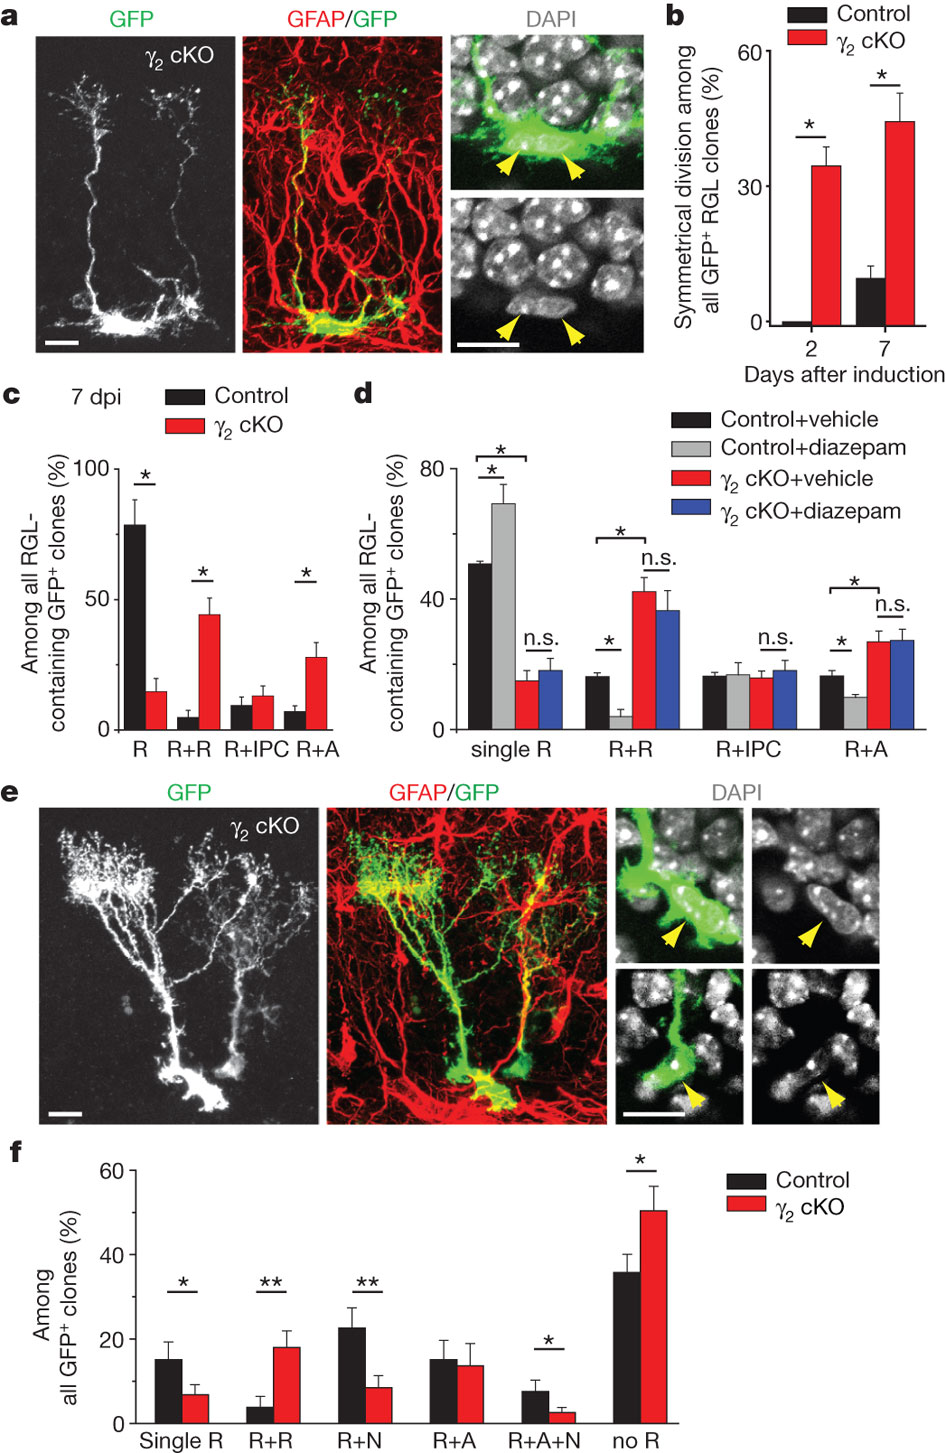 a
GFP
GFAP/GFP
DAPI
γ2 cKO
b
Control
γ2 cKO
Symmetrical division among
all GFP+ RGL clones (%)
60
30
0
*
*
2
7
Days after induction
c
7 dpi
Control
γ2 cKO
Among all RGL-
containing GFP+ clones (%)
100
50
0
*
*
*
R
R+R
R+IPC
R+A
d
Control+vehicle
Control+diazepam
γ2 cKO+vehicle
γ2 cKO+diazepam
Among all RGL-
containing GFP+ clones (%)
80
40
0
*
*
n.s.
*
n.s.
*
n.s.
*
n.s.
*
single R
R+R
R+IPC
R+A
e
GFP
GFAP/GFP
DAPI
γ2 cKO
f
Control
γ2 cKO
Among
all GFP+ clones (%)
60
40
20
0
*
**
**
*
*
Single R
R+R
R+N
R+A
R+A+N
no R